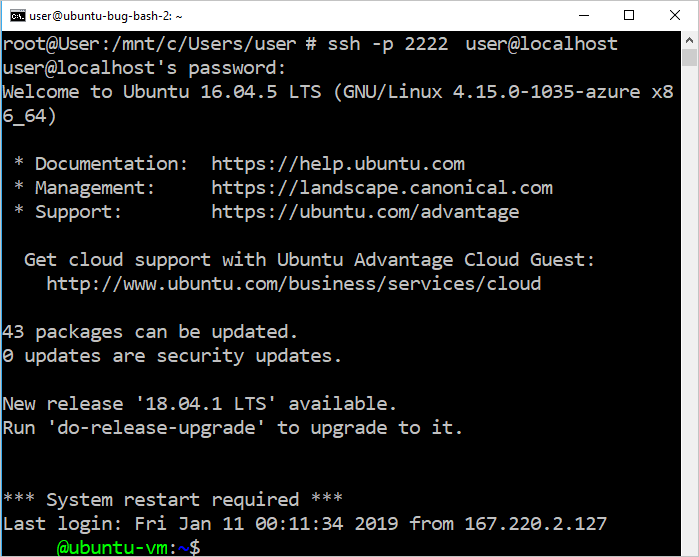 user@ubuntu-bug-bash-2: ~
root@User:/mnt/c/Users/user # ssh -p 2222 user@localhost
user@localhost's password:
Welcome to Ubuntu 16.04.5 LTS (GNU/Linux 4.15.0-1035-azure x8
6_64)
* Documentation: https://help.ubuntu.com
* Management: https://landscape.canonical.com
* Support: https://ubuntu.com/advantage
Get cloud support with Ubuntu Advantage Cloud Guest:
http://www.ubuntu.com/business/services/cloud
43 packages can be updated.
0 updates are security updates.
New release '18.04.1 LTS' available.
Run 'do-release-upgrade' to upgrade to it.
*** System restart required ***
Last login: Fri Jan 11 00:11:34 2019 from 167.220.2.127
@ubuntu-vm:~$